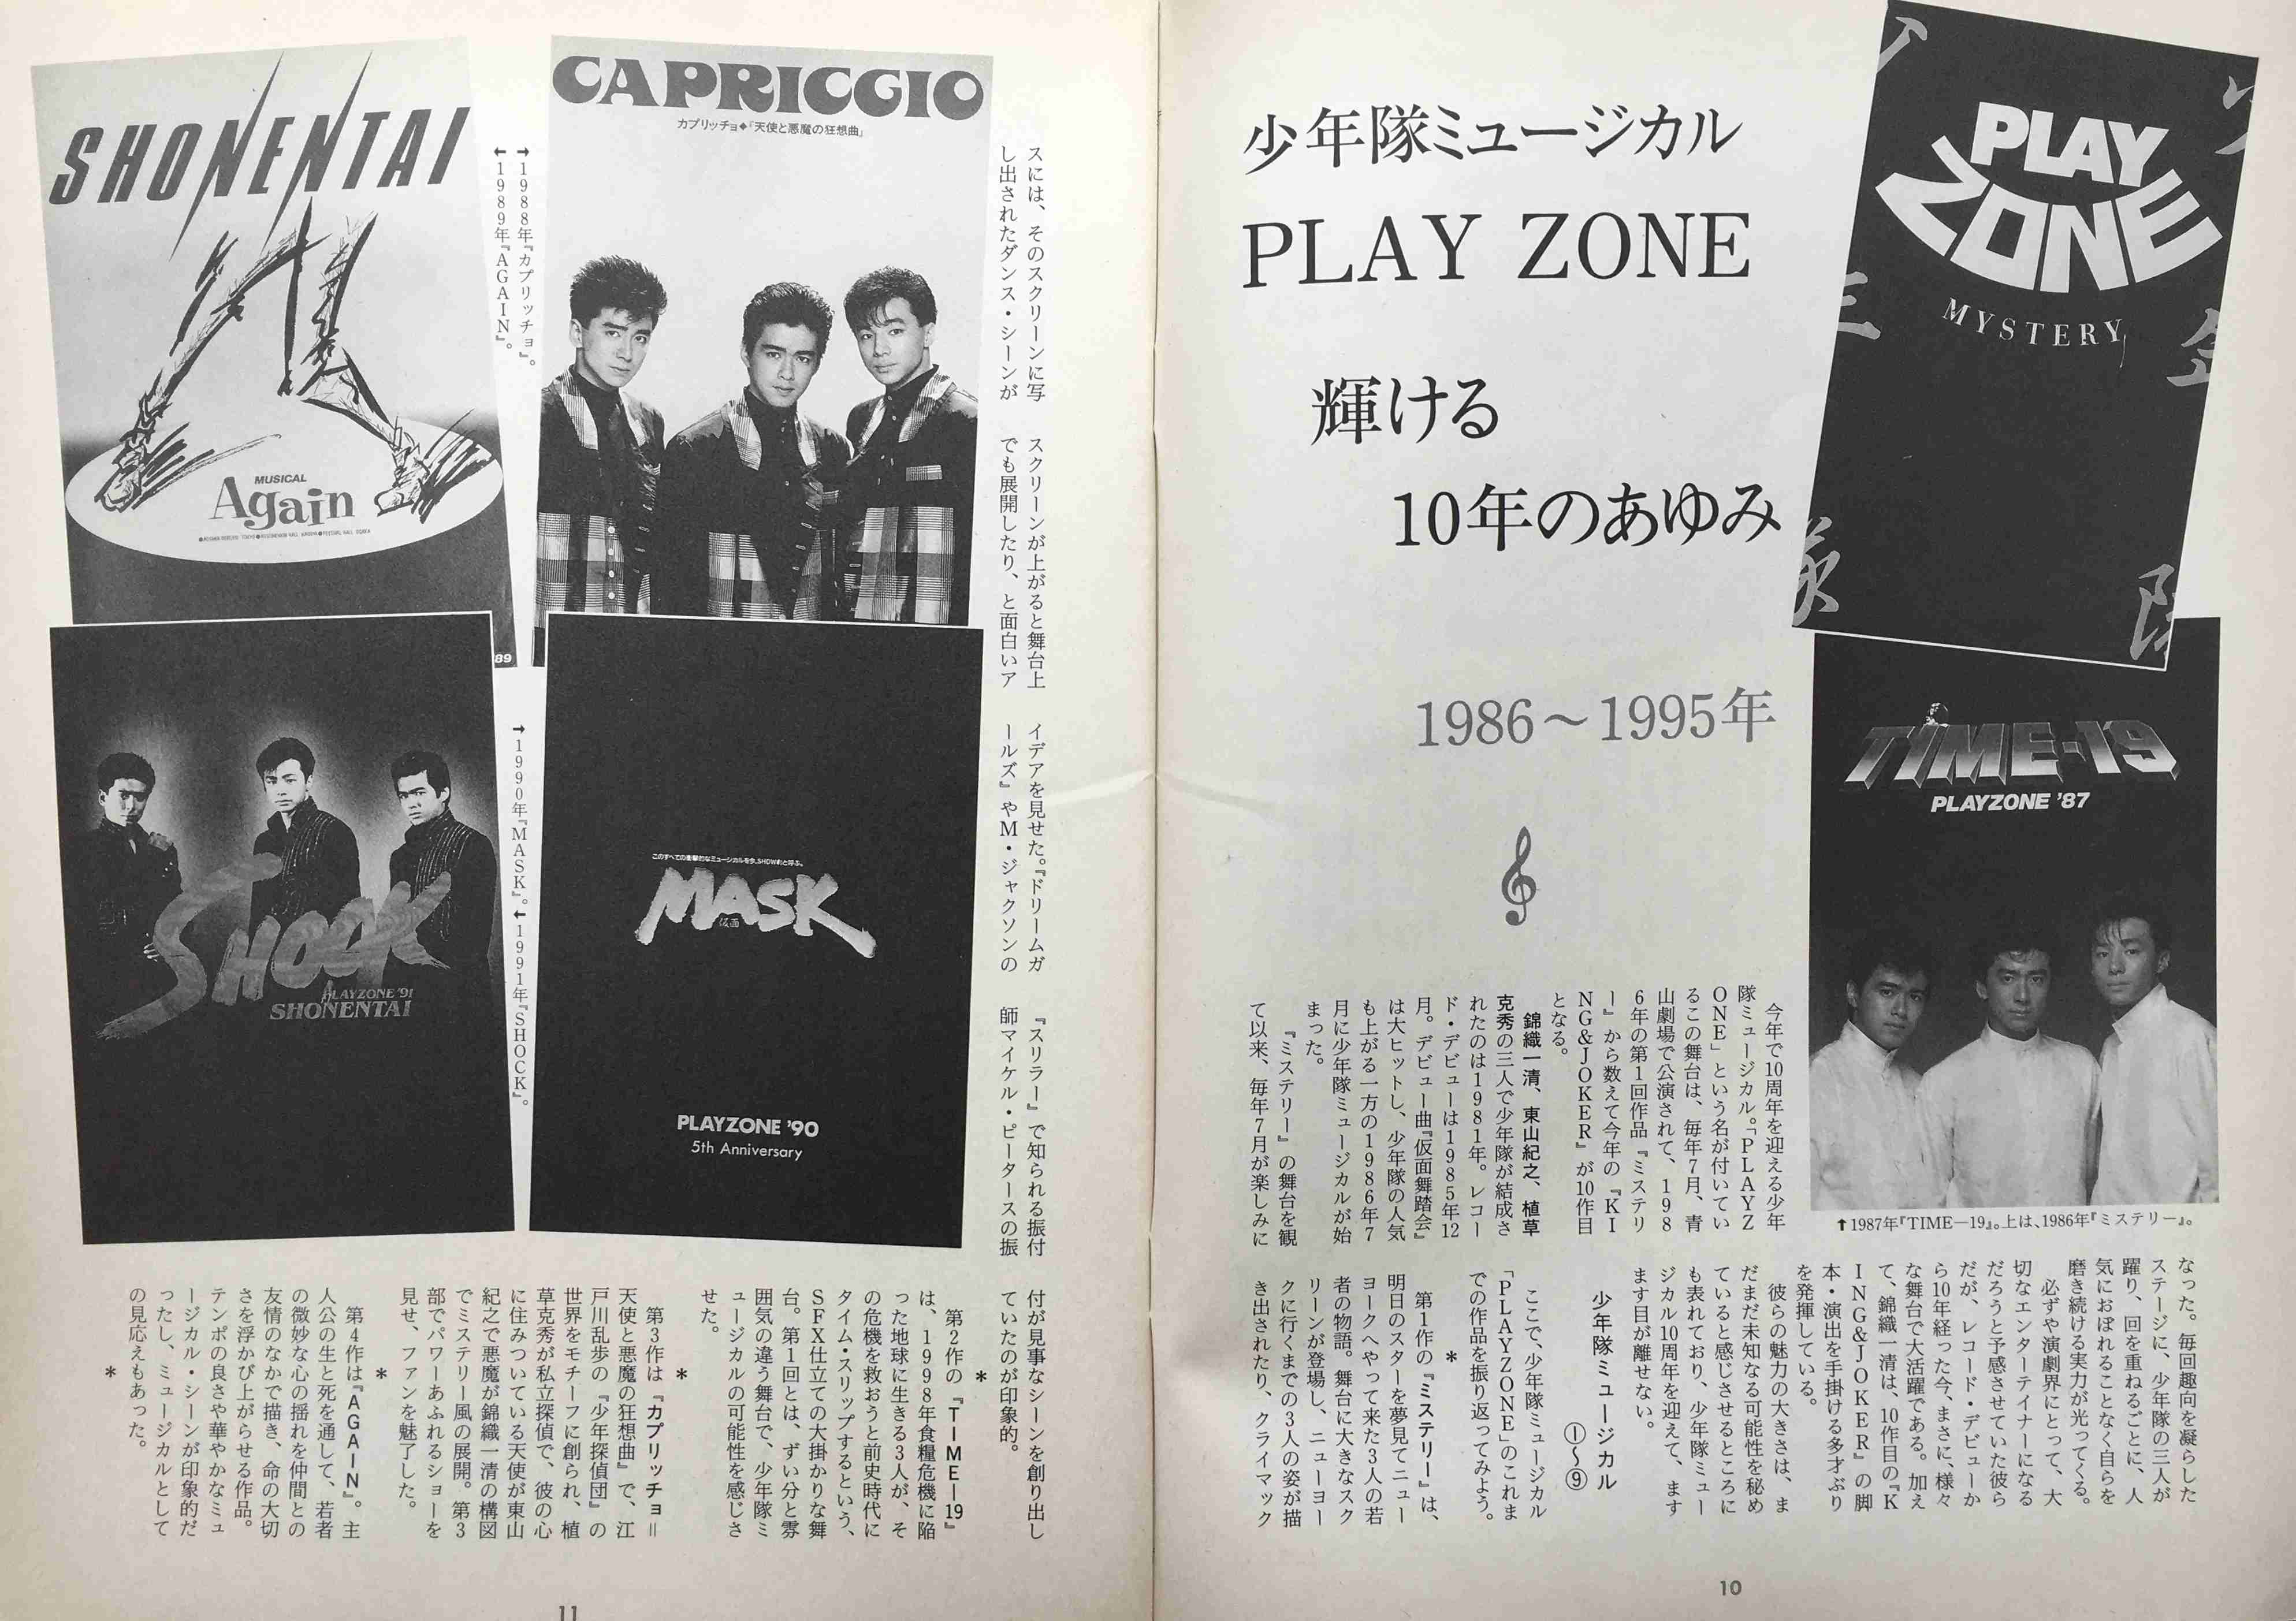 少年隊ミュージカル
PLAY ZONE
輝ける
10年のあゆみ
1986～1995年
PLAY
ZONE
MYSTERY
TIME-19
PLAYZONE '87
↑1987年『TIME―19』。上は、1986年『ミステリー』。
今年で10周年を迎える少年
隊ミュージカル。「PLAYZ
ONE」という名が付いてい
るこの舞台は、毎年7月、青
山劇場で公演されて、198
6年の第1回作品『ミステリ
ー』から数えて今年の『KI
NG&JOKER』が10作目
となる。
錦織一清、東山紀之、植草
克秀の三人で少年隊が結成さ
れたのは1981年。レコー
ド・デビューは1985年12
月。デビュー曲『仮面舞踏会』
は大ヒットし、少年隊の人気
も上がる一方の1986年7
月に少年隊ミュージカルが始
まった。
『ミステリー』の舞台を観
て以来、毎年7月が楽しみに
なった。毎回趣向を凝らした
ステージに、少年隊の三人が
躍り、回を重ねるごとに、人
気におぼれることなく自らを
磨き続ける実力が光ってくる。
必ずや演劇界にとって、大
切なエンターテイナーになる
だろうと予感させていた彼ら
だが、レコード・デビューか
ら10年経った今、まさに、様々
な舞台で大活躍である。加え
て、錦織一清は、10作目の『K
ING&JOKER』の脚
本・演出を手掛ける多才ぶり
を発揮している。
彼らの魅力の大きさは、ま
だまだ未知なる可能性を秘め
ていると感じさせるところに
も表れており、少年隊ミュー
ジカル10周年を迎えて、ます
ます目が離せない。
少年隊ミュージカル
①～⑨
ここで、少年隊ミュージカル
「PLAYZONE」のこれま
での作品を振り返ってみよう。
＊
第1作の『ミステリー』は、
明日のスターを夢見てニュー
ヨークへやって来た3人の若
者の物語。舞台に大きなスク
リーンが登場し、ニューヨー
クに行くまでの3人の姿が描
き出されたり、クライマック
10
スには、そのスクリーンに写
し出されたダンス・シーンが
スクリーンが上がると舞台上
でも展開したり、と面白いア
イデアを見せた。『ドリームガ
ールズ』やM・ジャクソンの
『スリラー』で知られる振付
師マイケル・ピータースの振
付が見事なシーンを創り出し
ていたのが印象的。
＊
第2作の『TIME―19』
は、1998年食糧危機に陥
った地球に生きる3人が、そ
の危機を救おうと前史時代に
タイム・スリップするという、
SFX仕立ての大掛かりな舞
台。第1回とは、ずい分と雰
囲気の違う舞台で、少年隊ミ
ュージカルの可能性を感じさ
せた。
＊
第3作は『カプリッチョ＝
天使と悪魔の狂想曲』で、江
戸川乱歩の『少年探偵団』の
世界をモチーフに創られ、植
草克秀が私立探偵で、彼の心
に住みついている天使が東山
紀之で悪魔が錦織一清の構図
でミステリー風の展開。第3
部でパワーあふれるショーを
見せ、ファンを魅了した。
＊
第4作は『AGAIN』。主
人公の生と死を通して、若者
の微妙な心の揺れを仲間との
友情のなかで描き、命の大切
さを浮かび上がらせる作品。
テンポの良さや華やかなミュ
ージカル・シーンが印象的だ
ったし、ミュージカルとして
の見応えもあった。
＊
CAPRICCIO
カプリッチョ◆「天使と悪魔の狂想曲」
→1988年『カプリッチョ』。
←1989年『AGAIN』。
SHONENTAI
MUSICAL
Again
89
→1990年『MASK』。←1991年『SHOCK』。
このすべての衝撃的なミュージカルを今、SHOWれと呼ぶ。
MASK
仮面
PLAYZONE '90
5th Anniversary
SHOCK
PLAYZONE '91
SHONENTAI
11